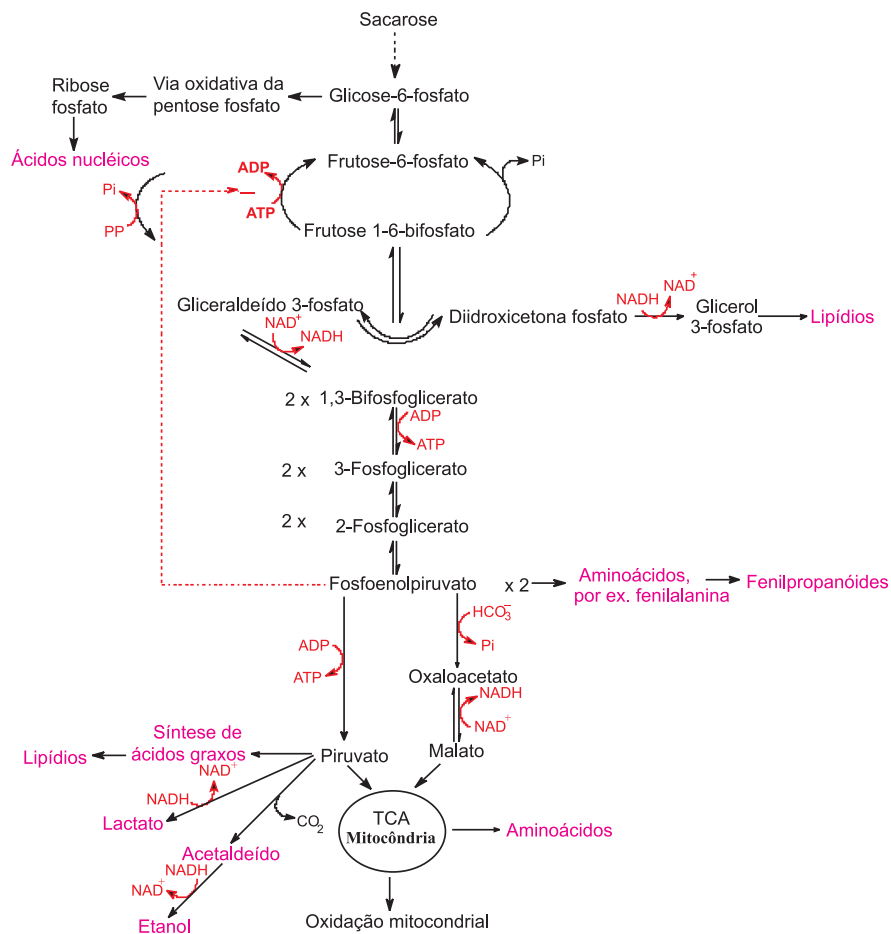 Sacarose
Ribose
fosfato
Via oxidativa da
pentose fosfato
Glicose-6-fosfato
Ácidos nucléicos
ADP
ATP
Frutose-6-fosfato
Pi
Pi
PP
Frutose 1-6-bifosfato
Gliceraldeído 3-fosfato
NAD+
NADH
Diidroxicetona fosfato
NADH
NAD+
Glicerol
3-fosfato
Lipídios
2 x
1,3-Bifosfoglicerato
ADP
ATP
2 x
3-Fosfoglicerato
2 x
2-Fosfoglicerato
Fosfoenolpiruvato
x 2
Aminoácidos,
por ex. fenilalanina
Fenilpropanóides
ADP
ATP
HCO3−
Pi
Oxaloacetato
NADH
NAD+
Malato
Piruvato
Síntese de
ácidos graxos
Lipídios
NADH
NAD+
Lactato
CO2
Acetaldeído
NADH
NAD+
Etanol
TCA
Mitocôndria
Aminoácidos
Oxidação mitocondrial